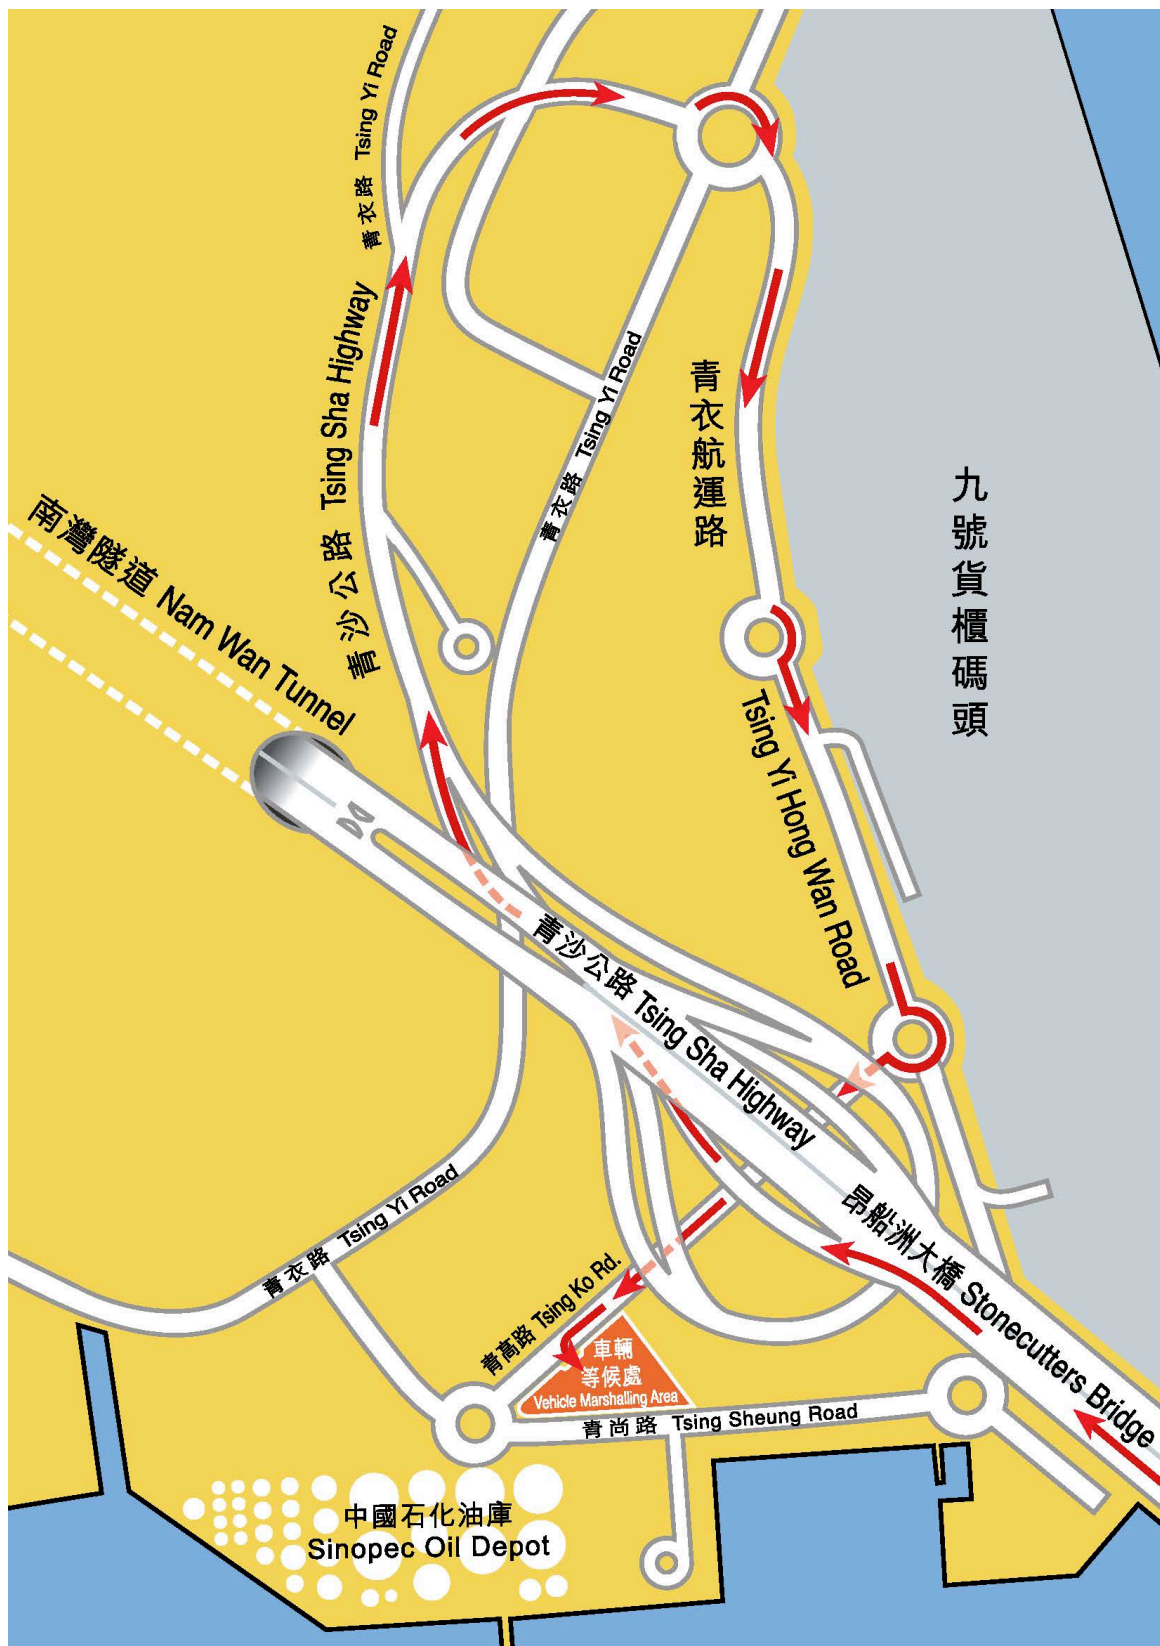 青衣路 Tsing Yi Road
青沙公路 Tsing Sha Highway
青衣路 Tsing Yi Road
青衣航運路
九號貨櫃碼頭
南灣隧道 Nam Wan Tunnel
Tsing Yi Hong Wan Road
青沙公路 Tsing Sha Highway
昂船洲大橋 Stonecutters Bridge
青衣路 Tsing Yi Road
青高路 Tsing Ko Rd.
車輛
等候處
Vehicle Marshalling Area
青尚路 Tsing Sheung Road
中國石化油庫
Sinopec Oil Depot